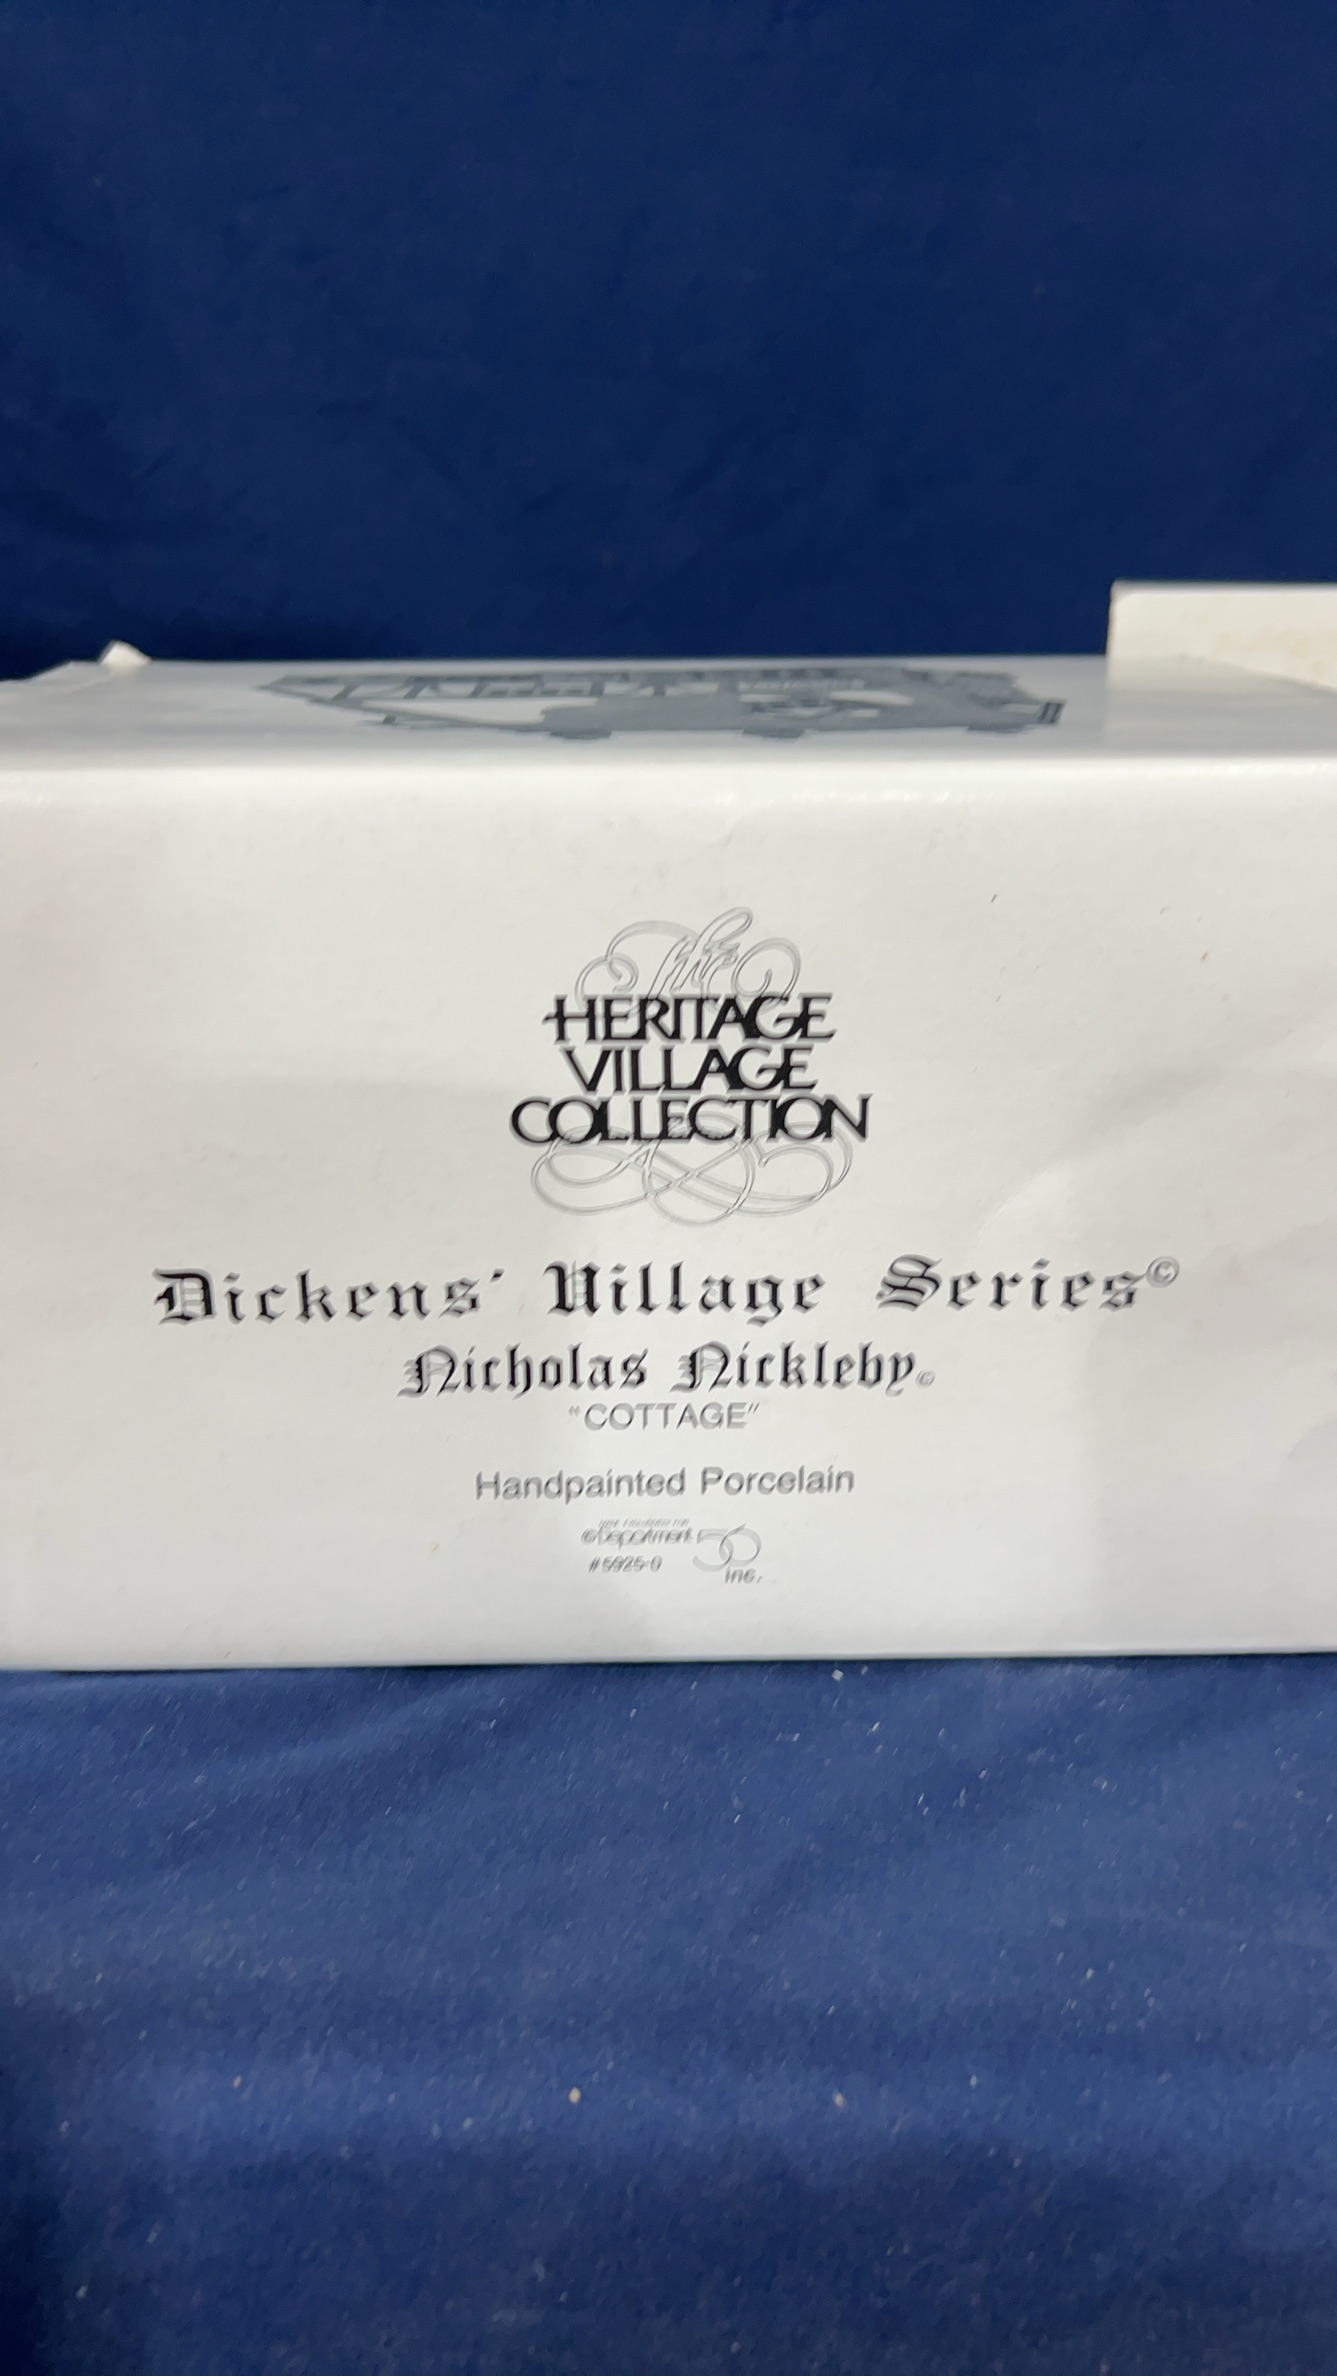 The
HERITAGE
VILLAGE
COLLECTION
Dickens' Village Series©
Nicholas Nickleby©
"COTTAGE"
Handpainted Porcelain
©Department 56
#5925-0 Inc.